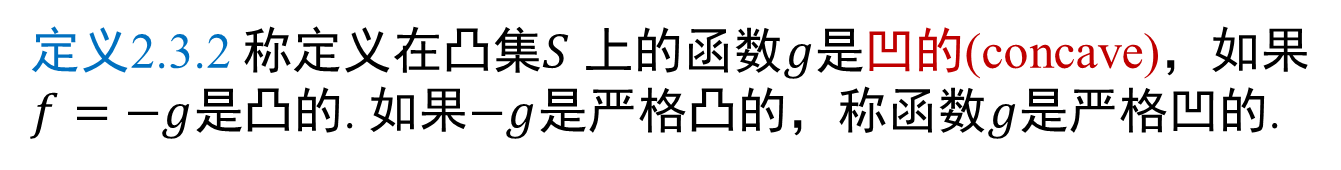 定义2.3.2 称定义在凸集S 上的函数g是凹的(concave)，如果
f = −g是凸的. 如果−g是严格凸的，称函数g是严格凹的.